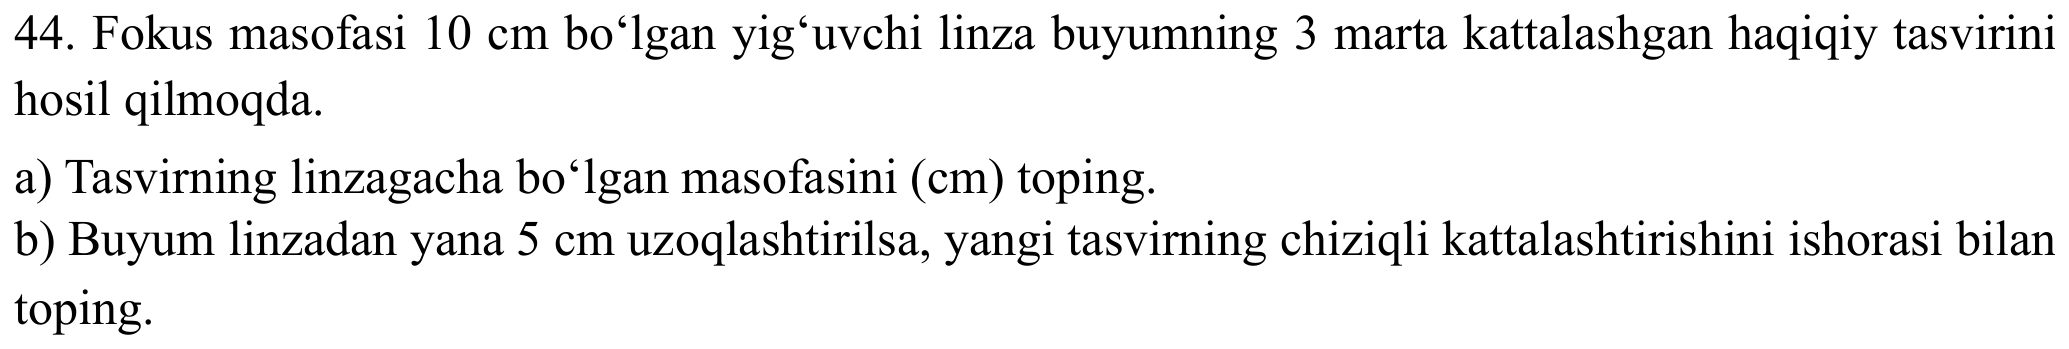 44. Fokus masofasi 10 cm bo‘lgan yig‘uvchi linza buyumning 3 marta kattalashgan haqiqiy tasvirini
hosil qilmoqda.
a) Tasvirning linzagacha bo‘lgan masofasini (cm) toping.
b) Buyum linzadan yana 5 cm uzoqlashtirilsa, yangi tasvirning chiziqli kattalashtirishini ishorasi bilan
toping.